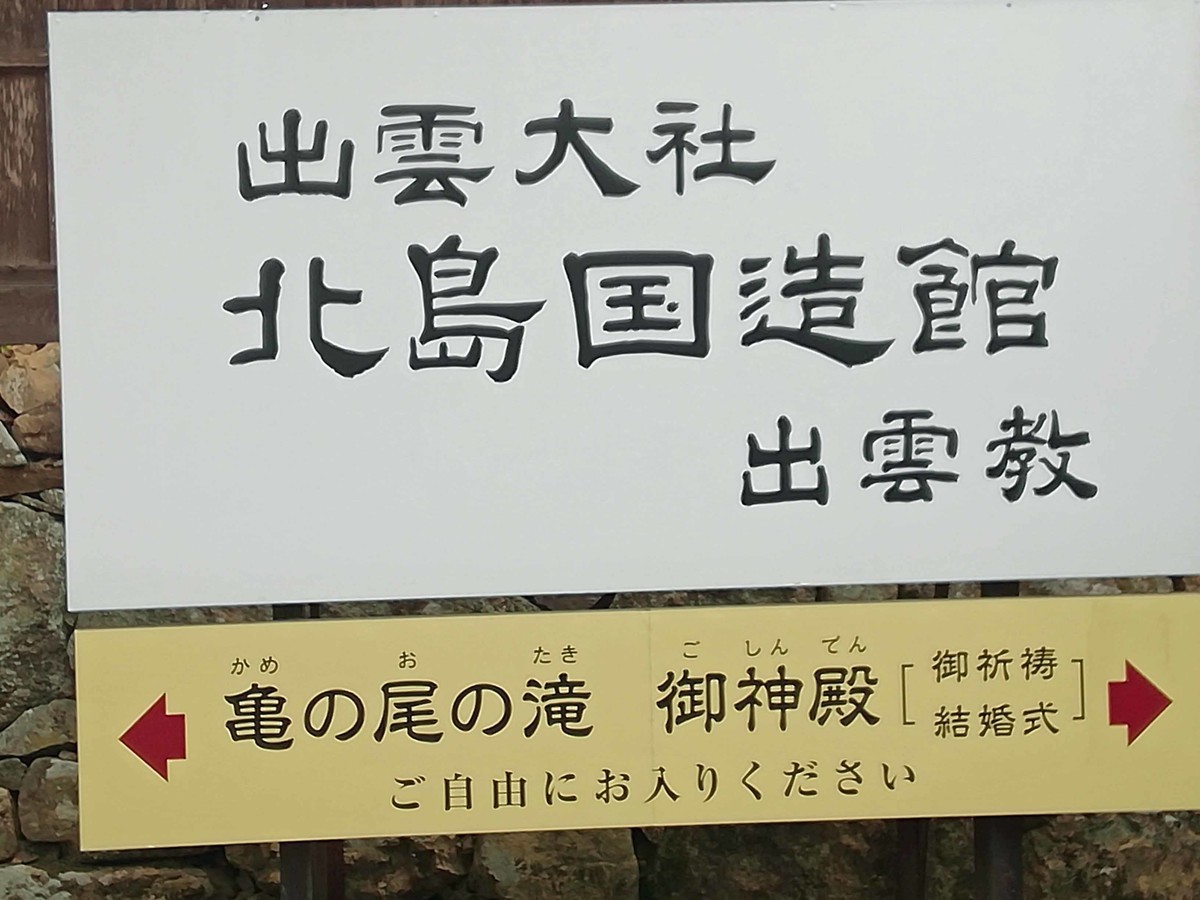 出雲大社
北島国造館
出雲教
かめ お たき ご しん でん
亀の尾の滝 御神殿 [御祈祷 結婚式]
ご自由にお入りください